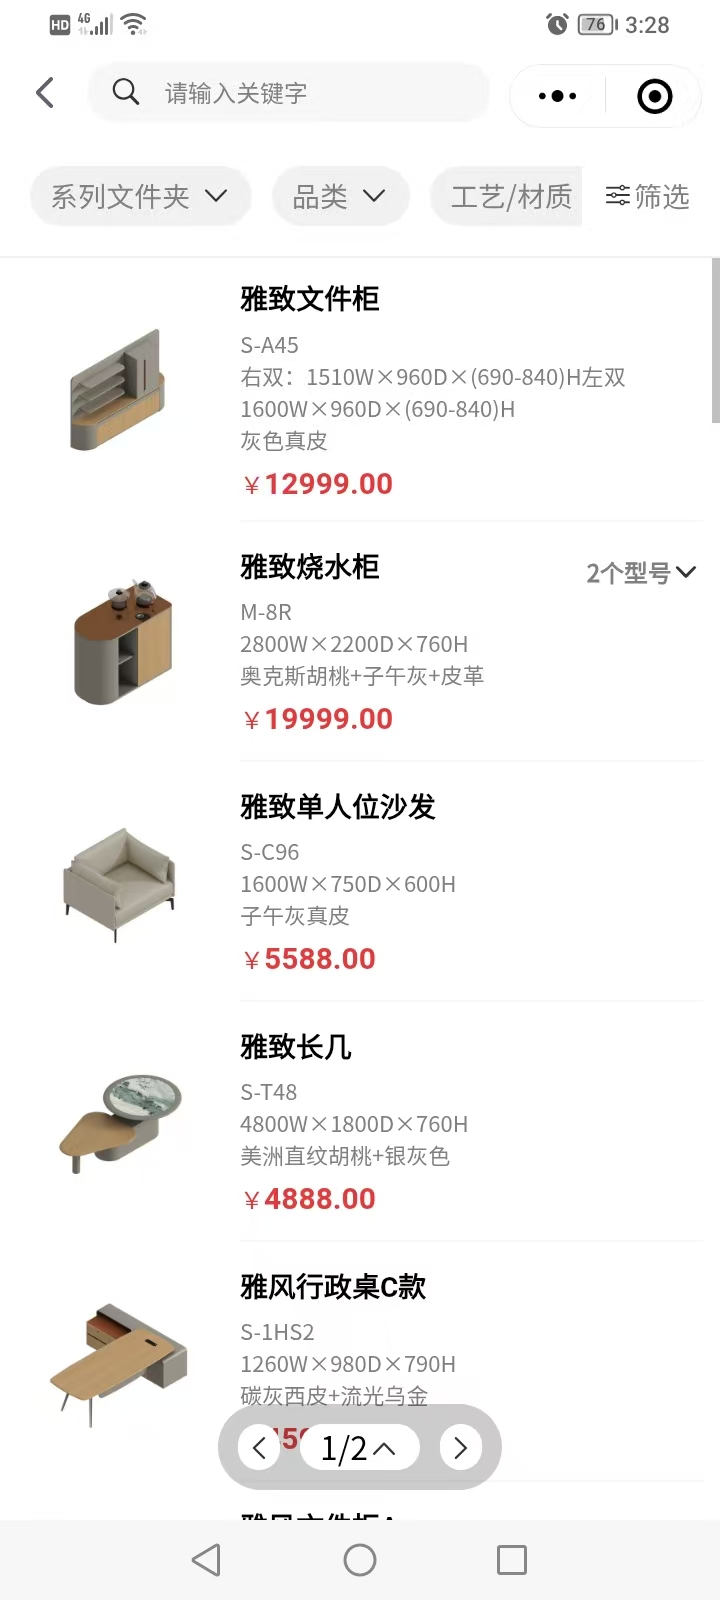 HD 4G 76 3:28
请输入关键字
系列文件夹 品类 工艺/材质 筛选
雅致文件柜
S-A45
右双：1510W×960D×(690-840)H左双
1600W×960D×(690-840)H
灰色真皮
￥12999.00
雅致烧水柜 2个型号
M-8R
2800W×2200D×760H
奥克斯胡桃+子午灰+皮革
￥19999.00
雅致单人位沙发
S-C96
1600W×750D×600H
子午灰真皮
￥5588.00
雅致长几
S-T48
4800W×1800D×760H
美洲直纹胡桃+银灰色
￥4888.00
雅风行政桌C款
S-1HS2
1260W×980D×790H
碳灰西皮+流光乌金
1/2